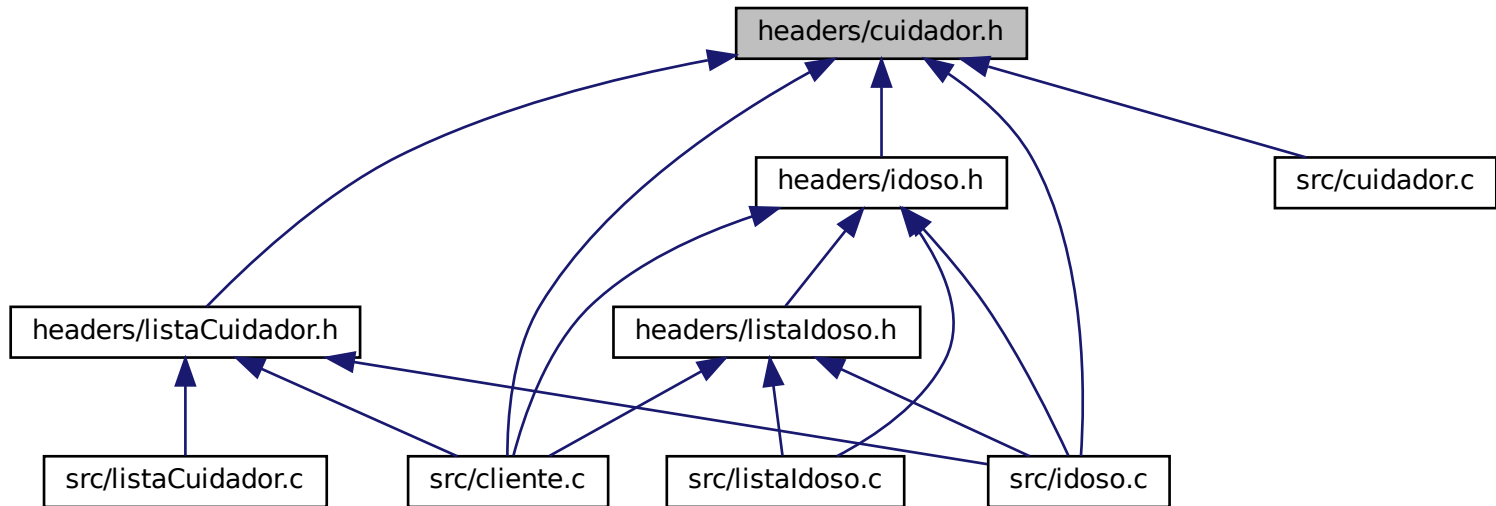 headers/cuidador.h
headers/idoso.h
src/cuidador.c
headers/listaCuidador.h
headers/listaIdoso.h
src/listaCuidador.c
src/cliente.c
src/listaIdoso.c
src/idoso.c